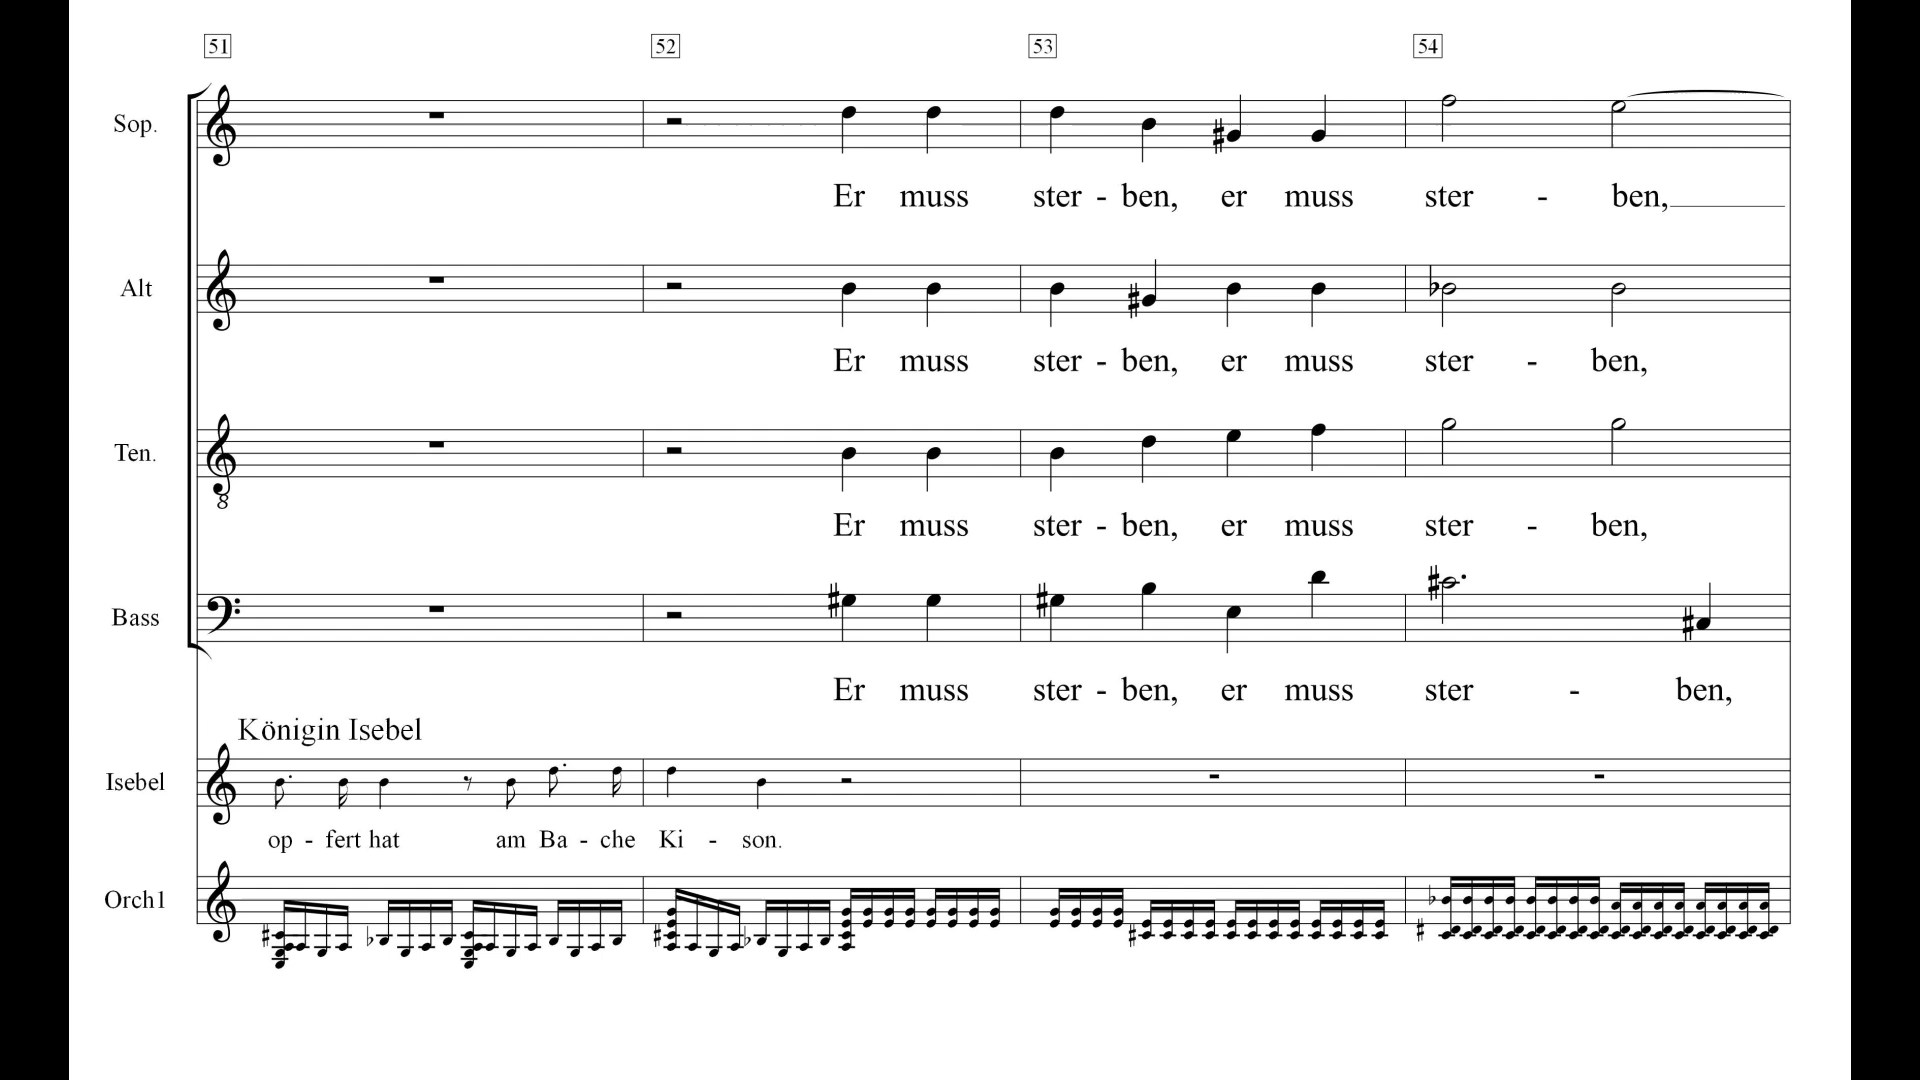 51 52 53 54
Sop.
Er muss ster - ben, er muss ster - ben,
Alt
Er muss ster - ben, er muss ster - ben,
Ten.
8
Er muss ster - ben, er muss ster - ben,
Bass
Er muss ster - ben, er muss ster - ben,
Königin Isebel
Isebel
op - fert hat am Ba - che Ki - son.
Orch1